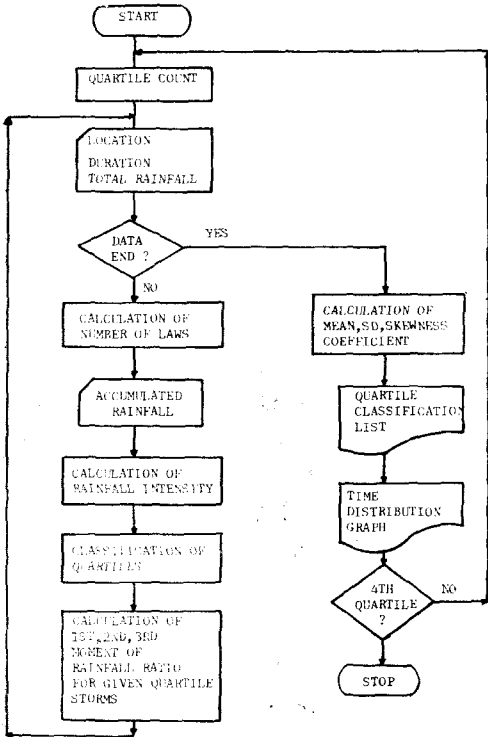 START
QUARTILE COUNT
LOCATION
DURATION
TOTAL RAINFALL
DATA
END ?
YES
NO
CALCULATION OF
NUMBER OF LAWS
ACCUMULATED
RAINFALL
CALCULATION OF
RAINFALL INTENSITY
CLASSIFICATION OF
QUARTILES
CALCULATION OF
1ST,2ND,3RD
MOMENT OF
RAINFALL RATIO
FOR GIVEN QUARTILE
STORMS
CALCULATION OF
MEAN,SD,SKEWNESS
COEFFICIENT
QUARTILE
CLASSIFICATION
LIST
TIME
DISTRIBUTION
GRAPH
4TH
QUARTILE
?
NO
STOP